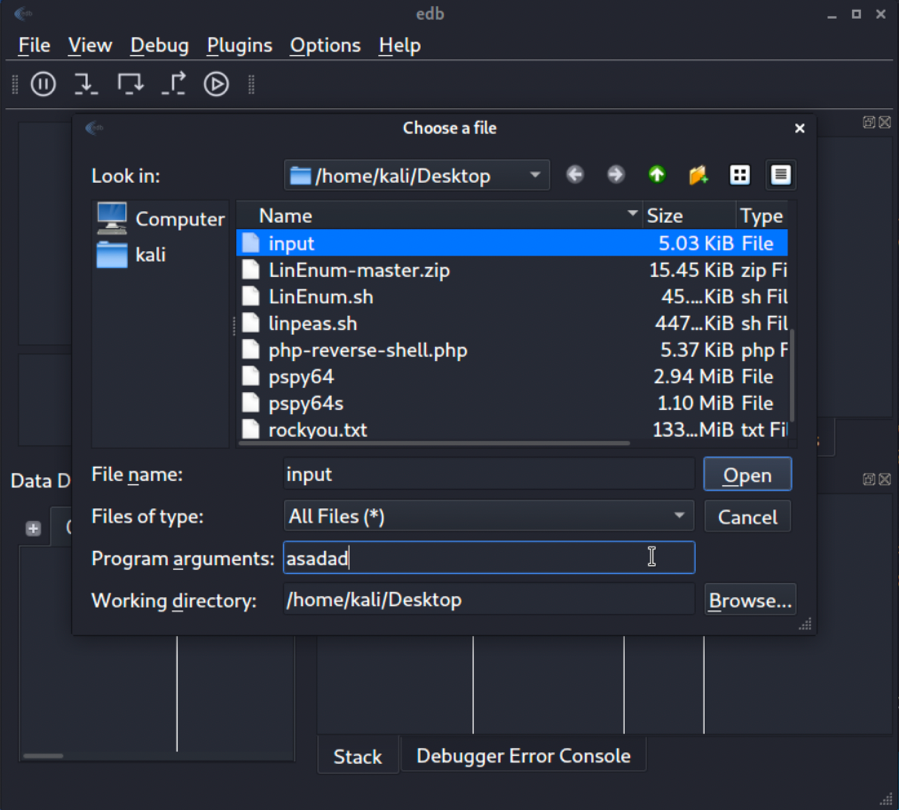 edb
File View Debug Plugins Options Help
Choose a file
Look in: /home/kali/Desktop
Computer
kali
Name Size Type
input 5.03 KiB File
LinEnum-master.zip 15.45 KiB zip Fi
LinEnum.sh 45....KiB sh Fil
linpeas.sh 447...KiB sh Fil
php-reverse-shell.php 5.37 KiB php F
pspy64 2.94 MiB File
pspy64s 1.10 MiB File
rockyou.txt 133...MiB txt Fil
File name: input Open
Files of type: All Files (*) Cancel
Program arguments: asadad
Working directory: /home/kali/Desktop Browse...
Data D
Stack Debugger Error Console